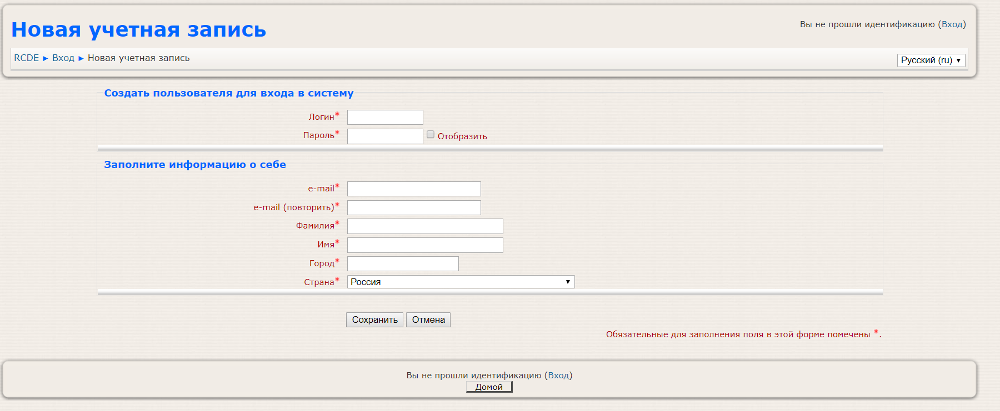 Новая учетная запись
Вы не прошли идентификацию (Вход)
RCDE ► Вход ► Новая учетная запись
Русский (ru) ▼
Создать пользователя для входа в систему
Логин*
Пароль* Отобразить
Заполните информацию о себе
e-mail*
e-mail (повторить)*
Фамилия*
Имя*
Город*
Страна* Россия ▼
Сохранить Отмена
Обязательные для заполнения поля в этой форме помечены *.
Вы не прошли идентификацию (Вход)
Домой